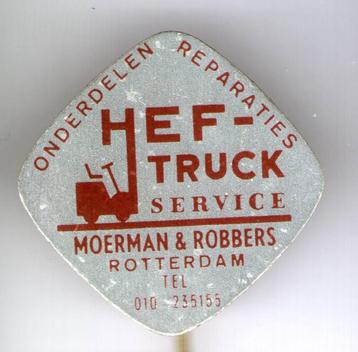 ONDERDELEN REPARATIES
HEF-
TRUCK
SERVICE
MOERMAN & ROBBERS
ROTTERDAM
TEL
010 235155